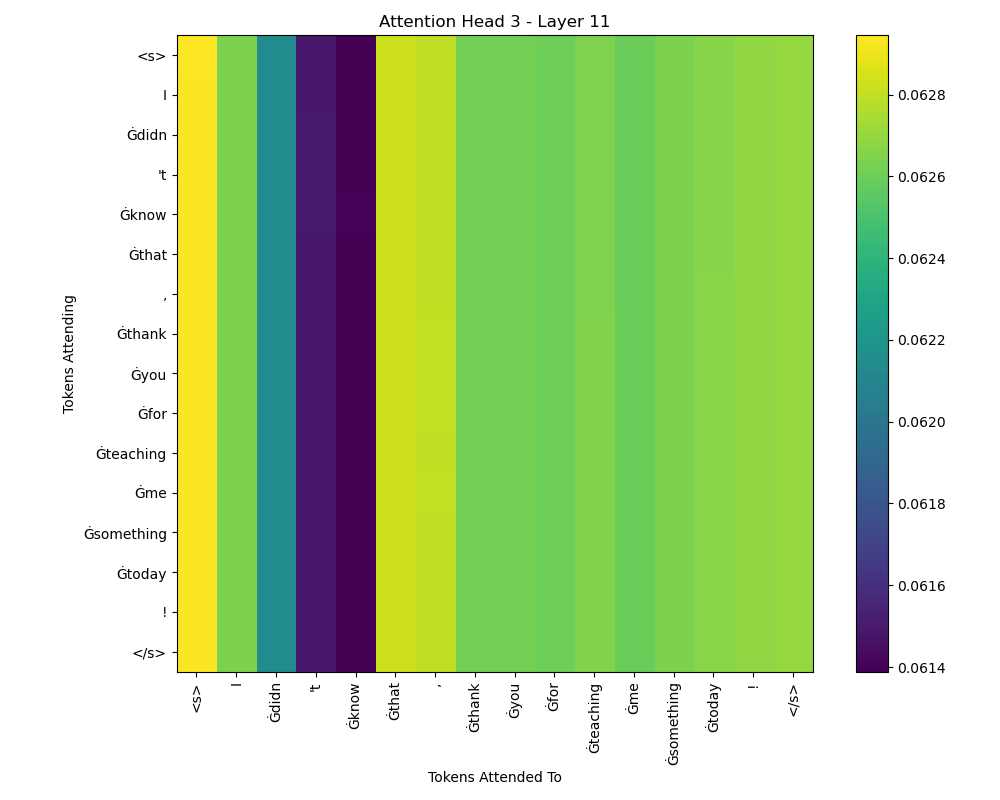 Attention Head 3 - Layer 11
Tokens Attending
<s>
I
Ġdidn
't
Ġknow
Ġthat
,
Ġthank
Ġyou
Ġfor
Ġteaching
Ġme
Ġsomething
Ġtoday
!
</s>
<s>
I
Ġdidn
't
Ġknow
Ġthat
,
Ġthank
Ġyou
Ġfor
Ġteaching
Ġme
Ġsomething
Ġtoday
!
</s>
Tokens Attended To
0.0628
0.0626
0.0624
0.0622
0.0620
0.0618
0.0616
0.0614